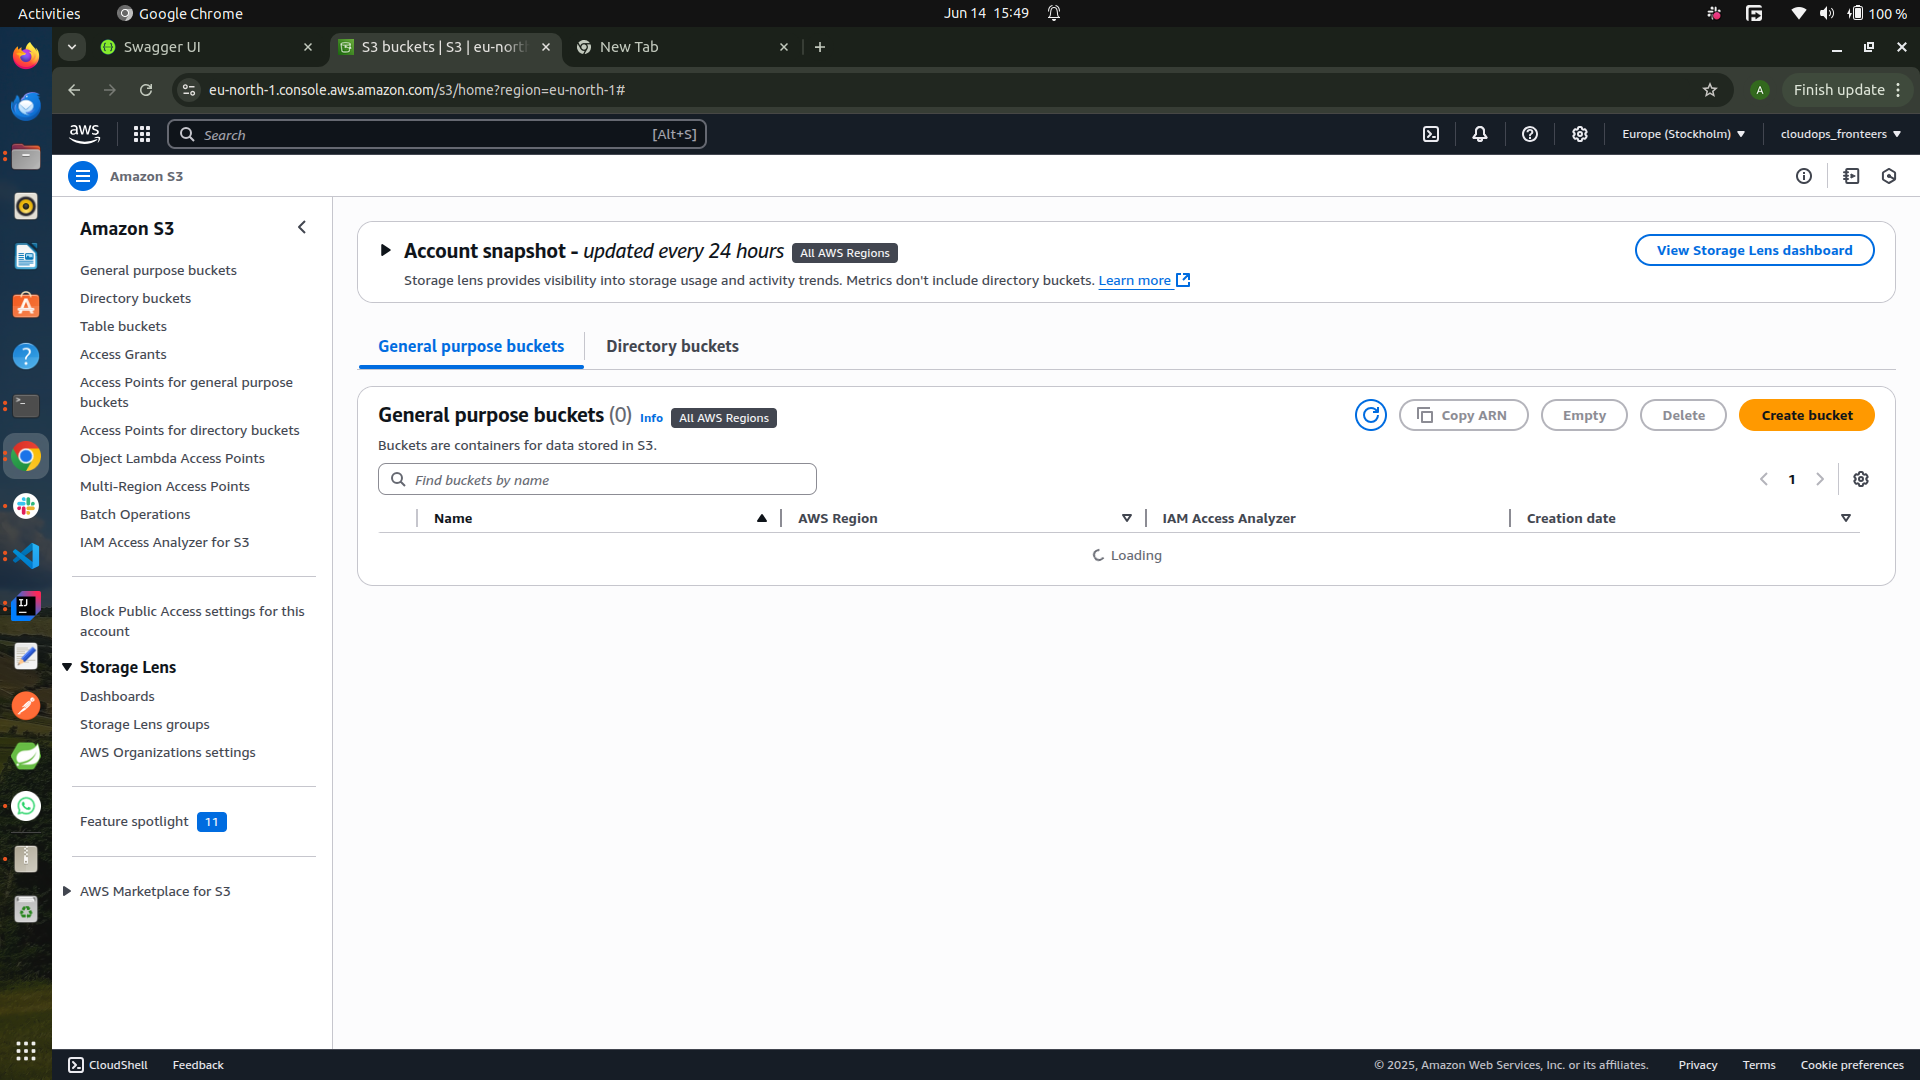 Activities
Google Chrome
Jun 14 15:49
100 %
Swagger UI
S3 buckets | S3 | eu-nort
New Tab
eu-north-1.console.aws.amazon.com/s3/home?region=eu-north-1#
A
Finish update
aws
Search
[Alt+S]
Europe (Stockholm)
cloudops_fronteers
Amazon S3
Amazon S3
General purpose buckets
Directory buckets
Table buckets
Access Grants
Access Points for general purpose
buckets
Access Points for directory buckets
Object Lambda Access Points
Multi-Region Access Points
Batch Operations
IAM Access Analyzer for S3
Block Public Access settings for this
account
Storage Lens
Dashboards
Storage Lens groups
AWS Organizations settings
Feature spotlight 11
AWS Marketplace for S3
Account snapshot - updated every 24 hours All AWS Regions
Storage lens provides visibility into storage usage and activity trends. Metrics don't include directory buckets. Learn more
View Storage Lens dashboard
General purpose buckets
Directory buckets
General purpose buckets (0) Info All AWS Regions
Buckets are containers for data stored in S3.
Copy ARN
Empty
Delete
Create bucket
Find buckets by name
1
Name
AWS Region
IAM Access Analyzer
Creation date
Loading
IJ
CloudShell
Feedback
© 2025, Amazon Web Services, Inc. or its affiliates.
Privacy
Terms
Cookie preferences